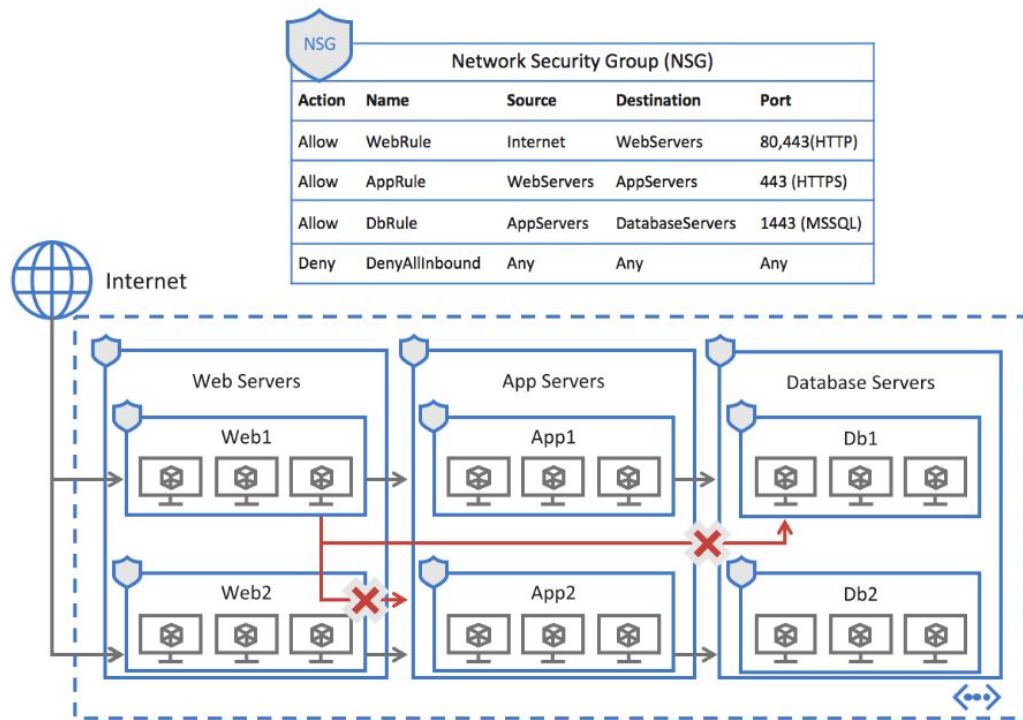 NSG
Network Security Group (NSG)
Action Name Source Destination Port
Allow WebRule Internet WebServers 80,443(HTTP)
Allow AppRule WebServers AppServers 443 (HTTPS)
Allow DbRule AppServers DatabaseServers 1443 (MSSQL)
Deny DenyAllInbound Any Any Any
Internet
Web Servers App Servers Database Servers
Web1 App1 Db1
Web2 App2 Db2